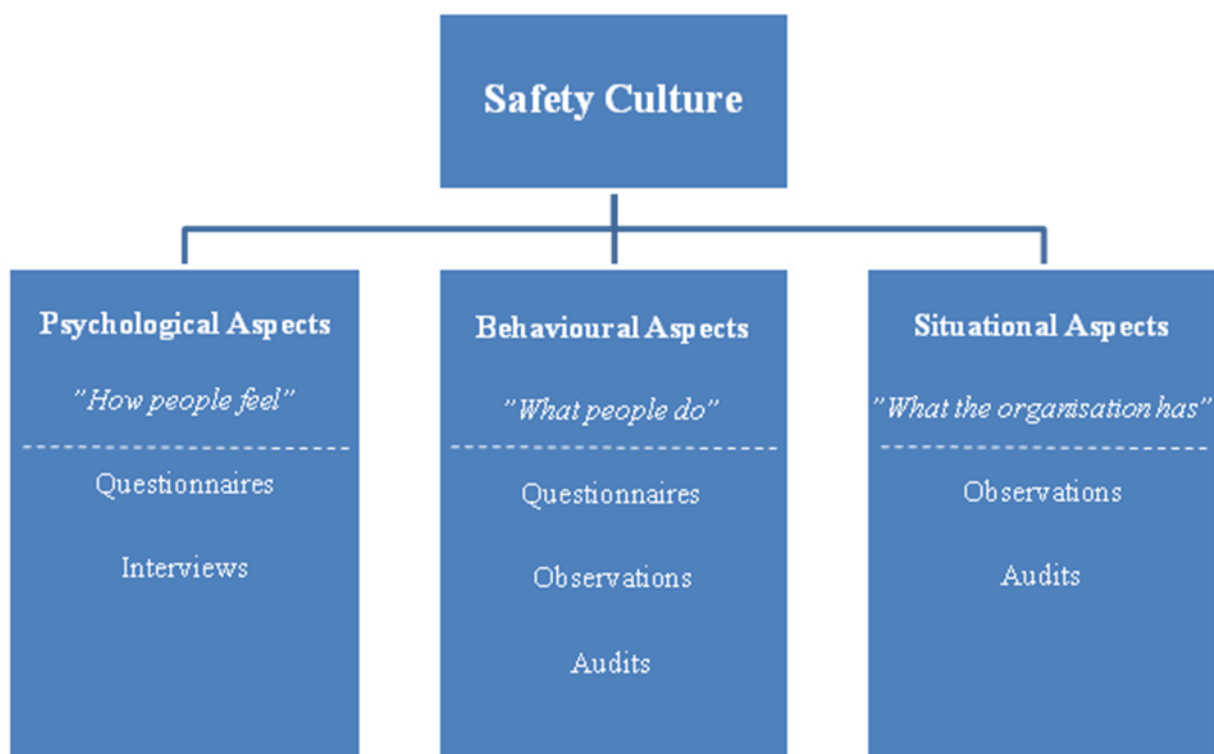 Safety Culture
Psychological Aspects
”How people feel”
Questionnaires
Interviews
Behavioural Aspects
”What people do”
Questionnaires
Observations
Audits
Situational Aspects
”What the organisation has”
Observations
Audits